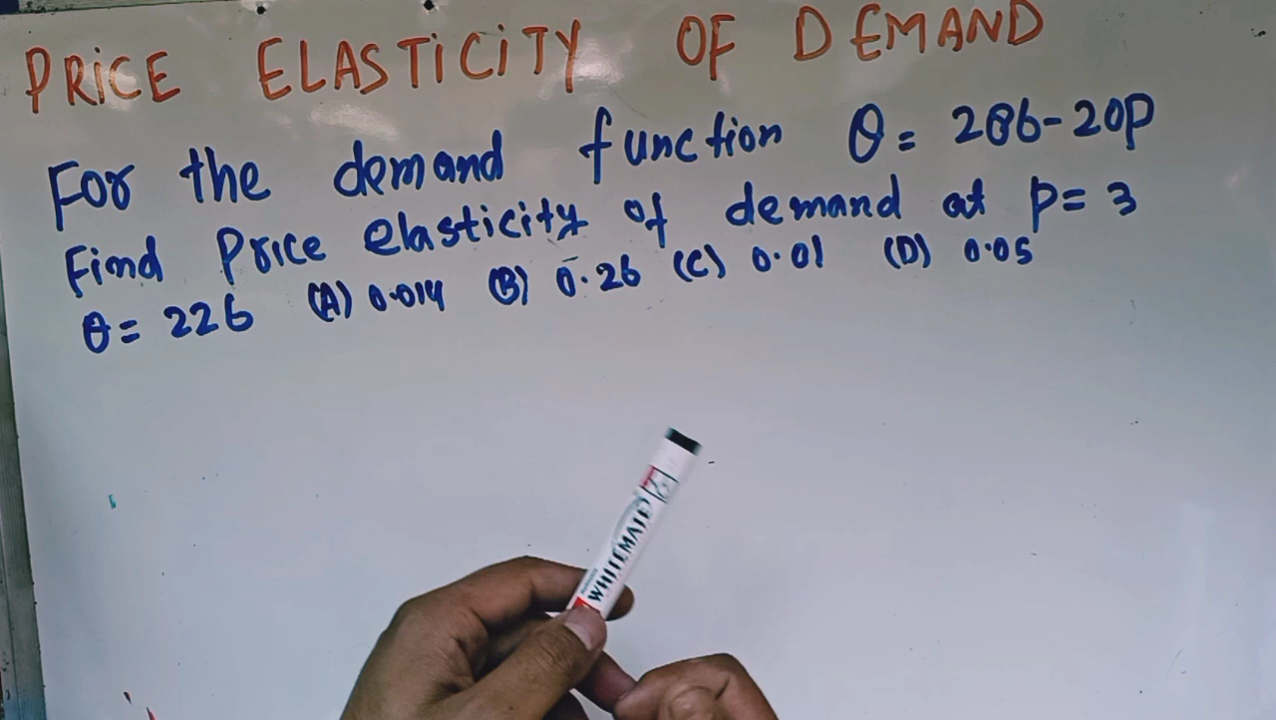 PRICE ELASTICITY OF DEMAND
For the demand function Q = 286-20p
Find Price elasticity of demand at p= 3
Q= 226 (A) 0.014 (B) 0.26 (C) 0.01 (D) 0.05
WHITEMATE